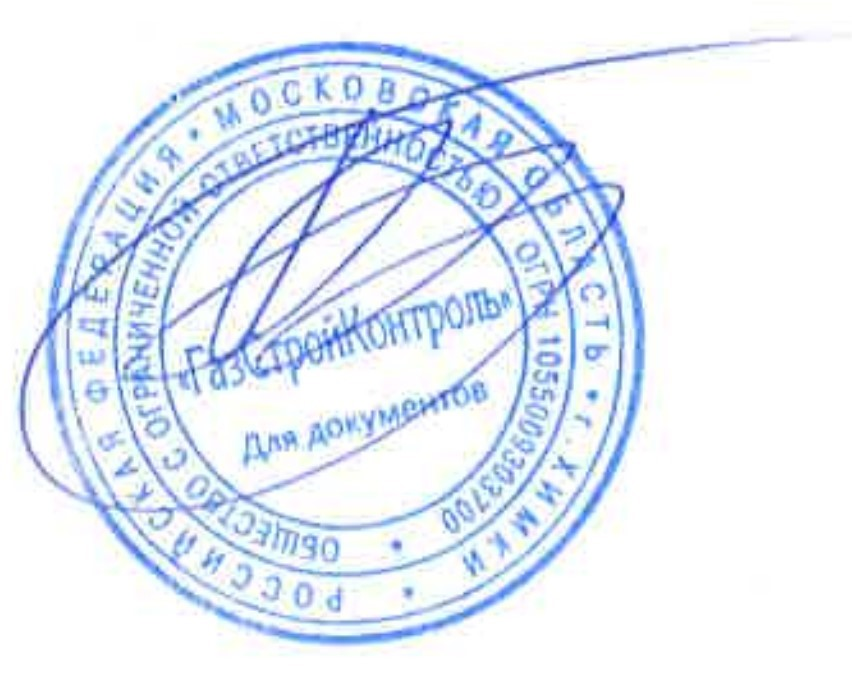 РОССИЙСКАЯ ФЕДЕРАЦИЯ • МОСКОВСКАЯ ОБЛАСТЬ • г. ХИМКИ •
ОБЩЕСТВО С ОГРАНИЧЕННОЙ ОТВЕТСТВЕННОСТЬЮ ОГРН 1055009303700 •
«ГазСтройКонтроль»
Для документов